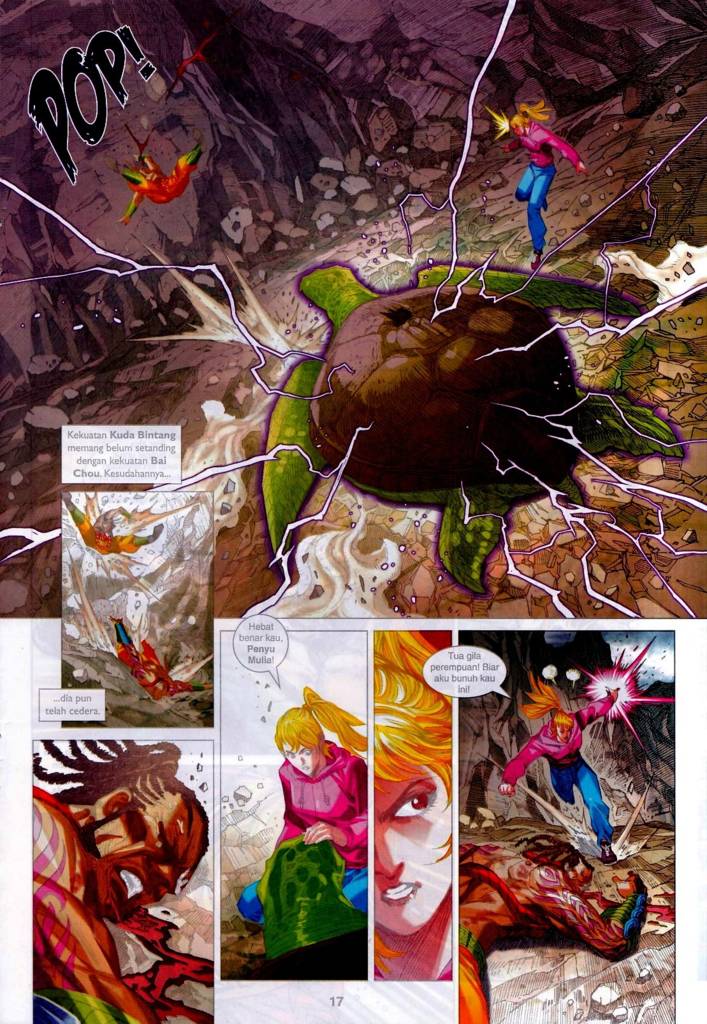 POP!
Kekuatan Kuda Bintang
memang belum setanding
dengan kekuatan Bai
Chou. Kesudahannya...
...dia pun
telah cedera.
Hebat
benar kau,
Penyu
Mulia!
Tua gila
perempuan! Biar
aku bunuh kau
ini!
17